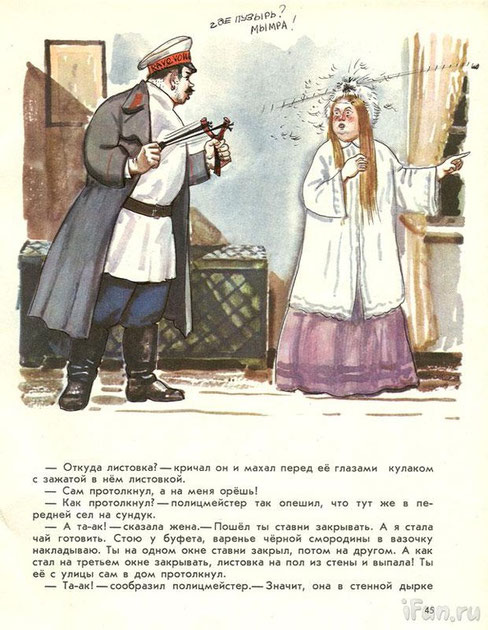 где пузырь?
мымра!
— Откуда листовка? — кричал он и махал перед её глазами кулаком
с зажатой в нём листовкой.
— Сам протолкнул, а на меня орёшь!
— Как протолкнул? — полицмейстер так опешил, что тут же в пе-
редней сел на сундук.
— А та-ак! — сказала жена. — Пошёл ты ставни закрывать. А я стала
чай готовить. Стою у буфета, варенье чёрной смородины в вазочку
накладываю. Ты на одном окне ставни закрыл, потом на другом. А как
стал на третьем окне закрывать, листовка на пол из стены и выпала! Ты
её с улицы сам в дом протолкнул.
— Та-ак! — сообразил полицмейстер. — Значит, она в стенной дырке
45
iFun.ru